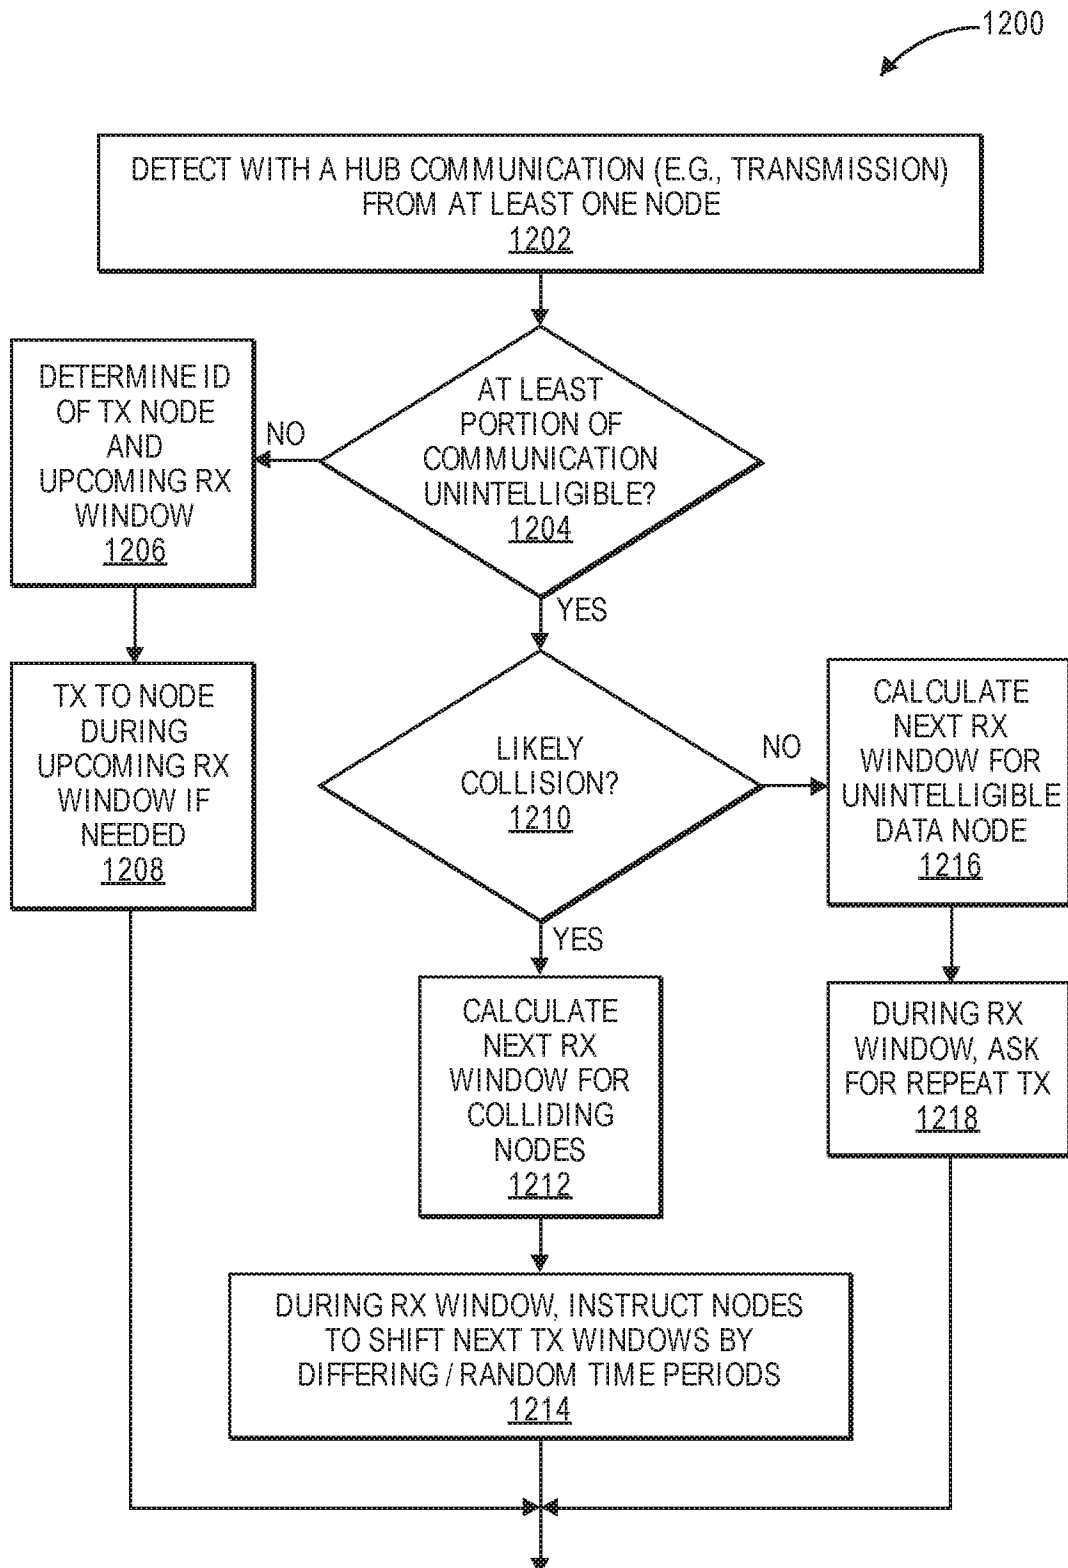 1200
DETECT WITH A HUB COMMUNICATION (E.G., TRANSMISSION)
FROM AT LEAST ONE NODE
1202
AT LEAST
PORTION OF
COMMUNICATION
UNINTELLIGIBLE?
1204
NO
DETERMINE ID
OF TX NODE
AND
UPCOMING RX
WINDOW
1206
TX TO NODE
DURING
UPCOMING RX
WINDOW IF
NEEDED
1208
YES
LIKELY
COLLISION?
1210
NO
CALCULATE
NEXT RX
WINDOW FOR
UNINTELLIGIBLE
DATA NODE
1216
DURING RX
WINDOW, ASK
FOR REPEAT TX
1218
YES
CALCULATE
NEXT RX
WINDOW FOR
COLLIDING
NODES
1212
DURING RX WINDOW, INSTRUCT NODES
TO SHIFT NEXT TX WINDOWS BY
DIFFERING / RANDOM TIME PERIODS
1214